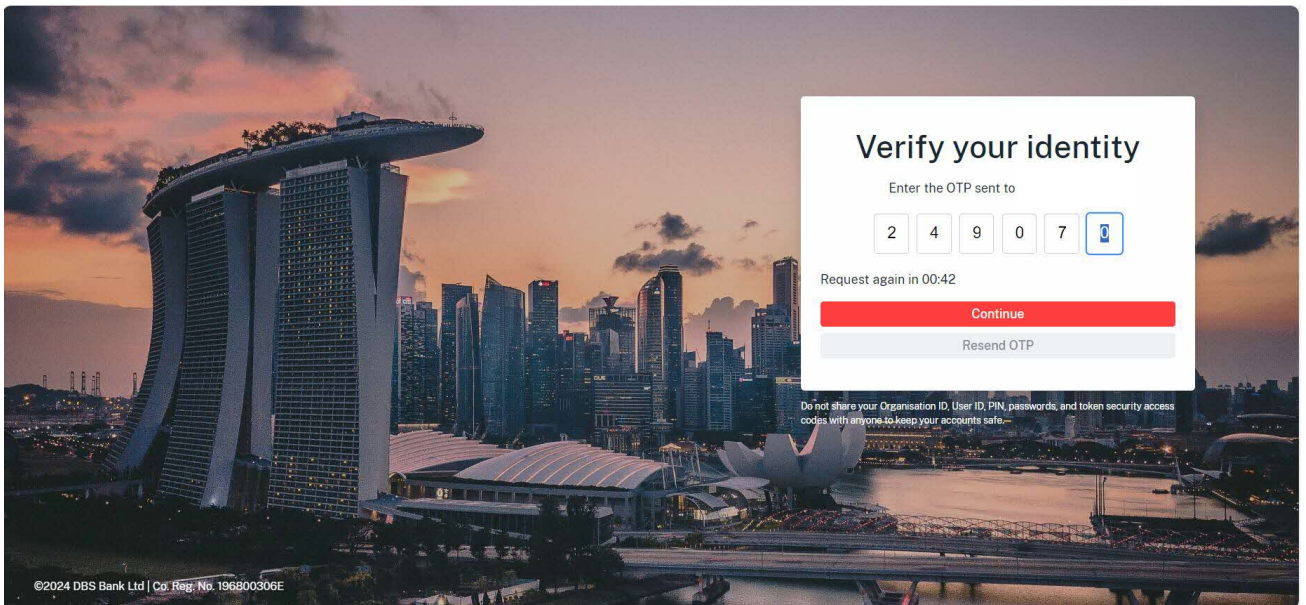 Verify your identity
Enter the OTP sent to
2 4 9 0 7 0
Request again in 00:42
Continue
Resend OTP
Do not share your Organisation ID, User ID, PIN, passwords, and token security access
codes with anyone to keep your accounts safe.
©2024 DBS Bank Ltd | Co. Reg. No. 196800306E